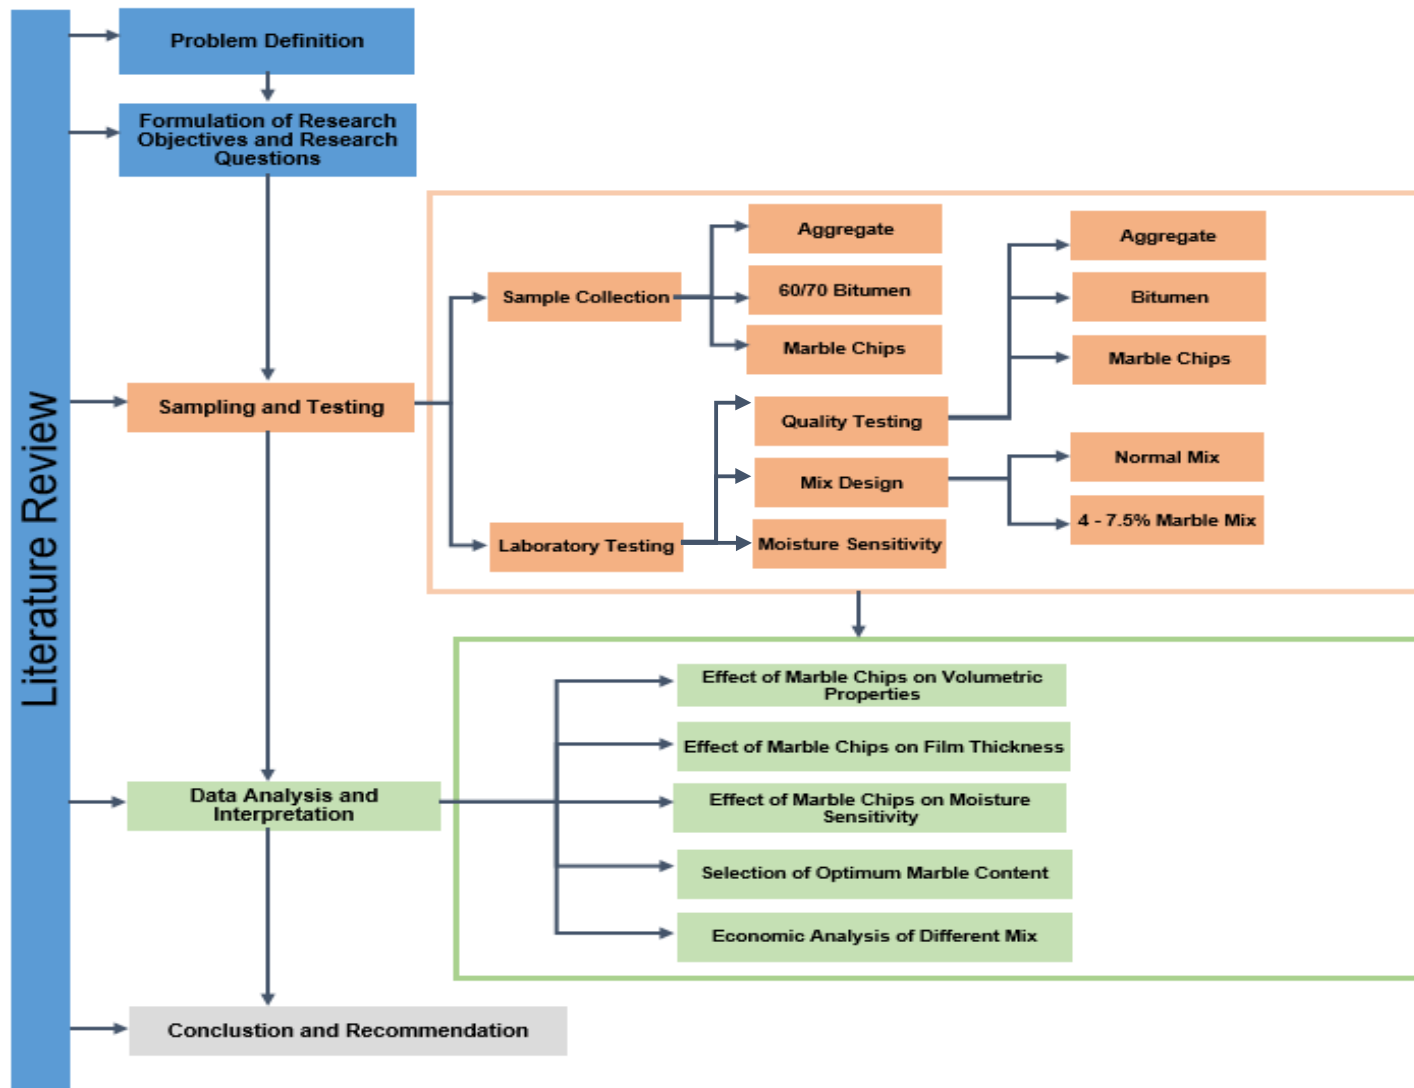 Literature Review
Problem Definition
Formulation of Research
Objectives and Research
Questions
Sampling and Testing
Sample Collection
Aggregate
60/70 Bitumen
Marble Chips
Laboratory Testing
Quality Testing
Mix Design
Moisture Sensitivity
Aggregate
Bitumen
Marble Chips
Normal Mix
4 - 7.5% Marble Mix
Data Analysis and
Interpretation
Effect of Marble Chips on Volumetric
Properties
Effect of Marble Chips on Film Thickness
Effect of Marble Chips on Moisture
Sensitivity
Selection of Optimum Marble Content
Economic Analysis of Different Mix
Conclustion and Recommendation